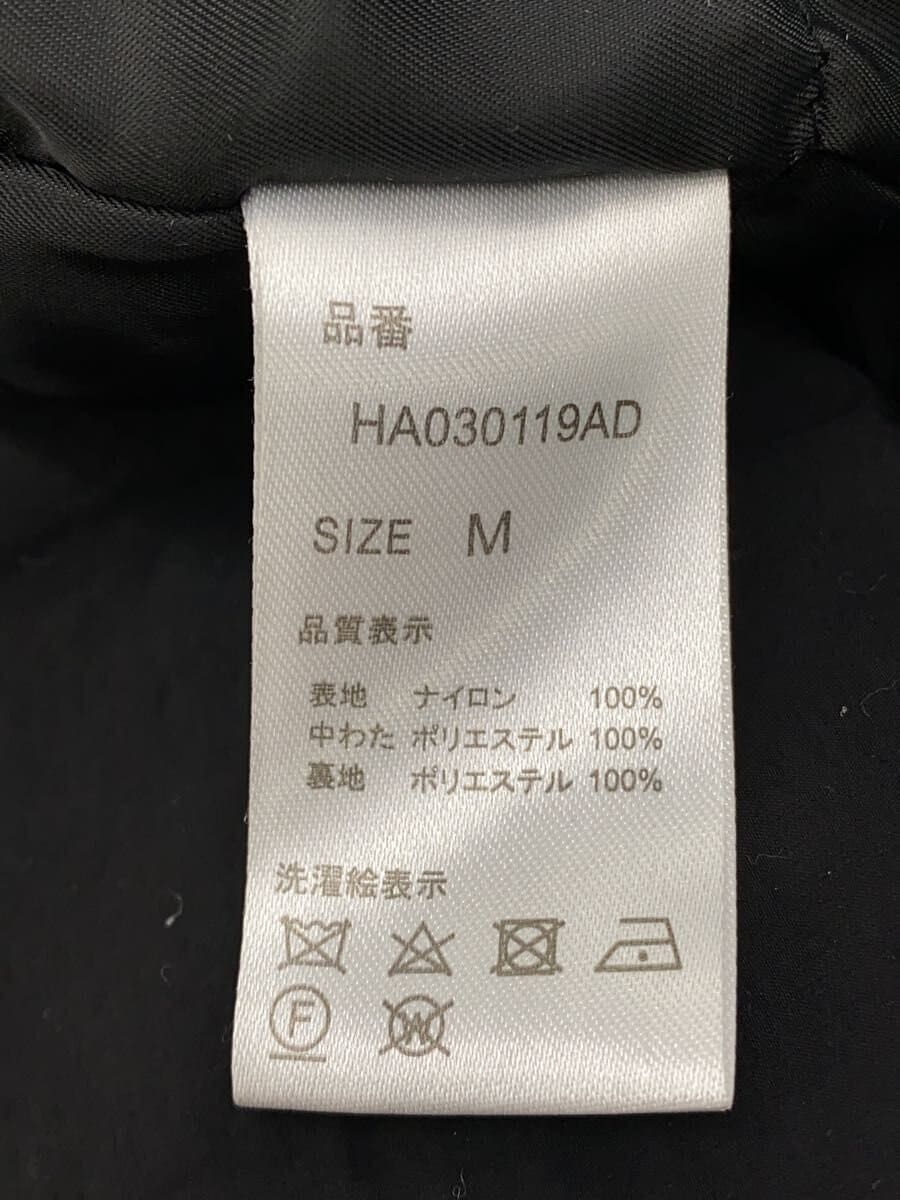 品番
HA030119AD
SIZE M
品質表示
表地 ナイロン 100%
中わた ポリエステル 100%
裏地 ポリエステル 100%
洗濯絵表示
F W